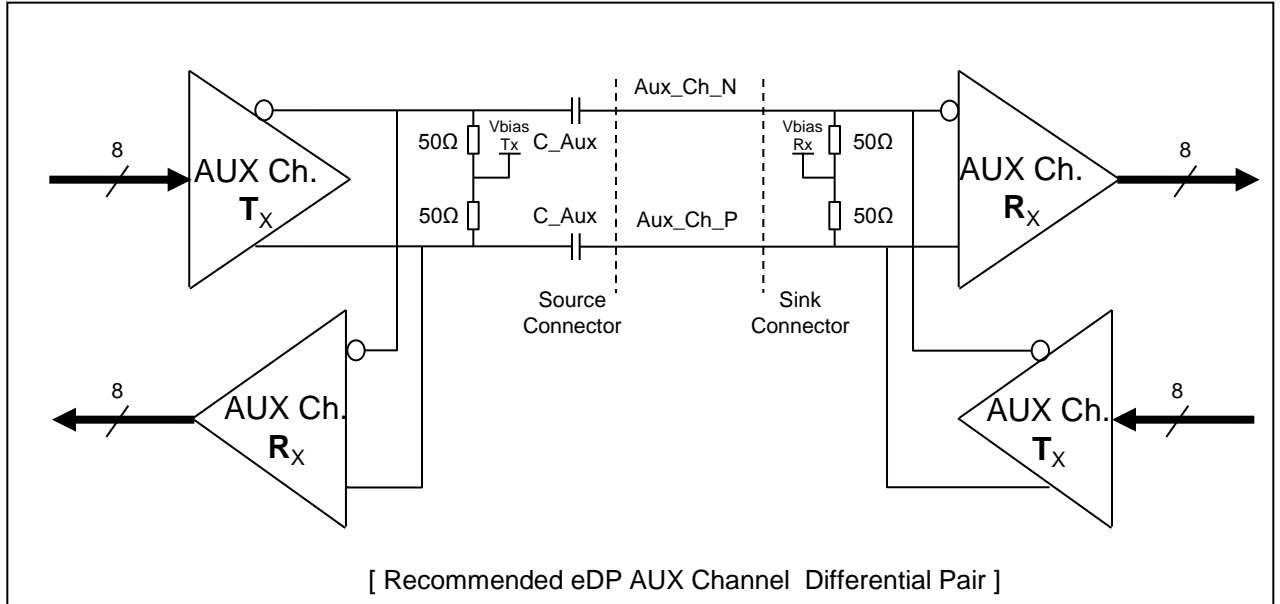 Aux_Ch_N
Vbias
Tx
Vbias
Rx
50Ω
C_Aux
50Ω
8
AUX Ch.
TX
8
AUX Ch.
RX
50Ω
C_Aux
Aux_Ch_P
50Ω
Source
Connector
Sink
Connector
8
AUX Ch.
RX
8
AUX Ch.
TX
[ Recommended eDP AUX Channel Differential Pair ]